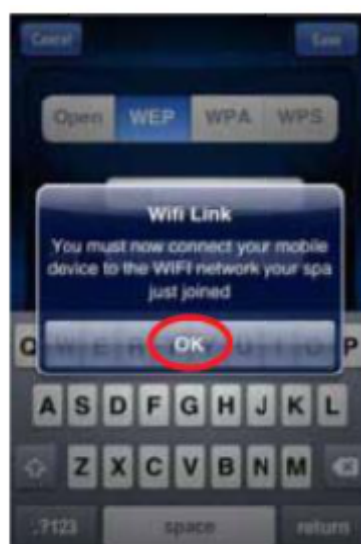 Cancel Save
Open WEP WPA WPS
Wifi Link
You must now connect your mobile
device to the WIFI network your spa
just joined
OK
Q W E P
A S D F G H J K L
Z X C V B N M
.?123 space return